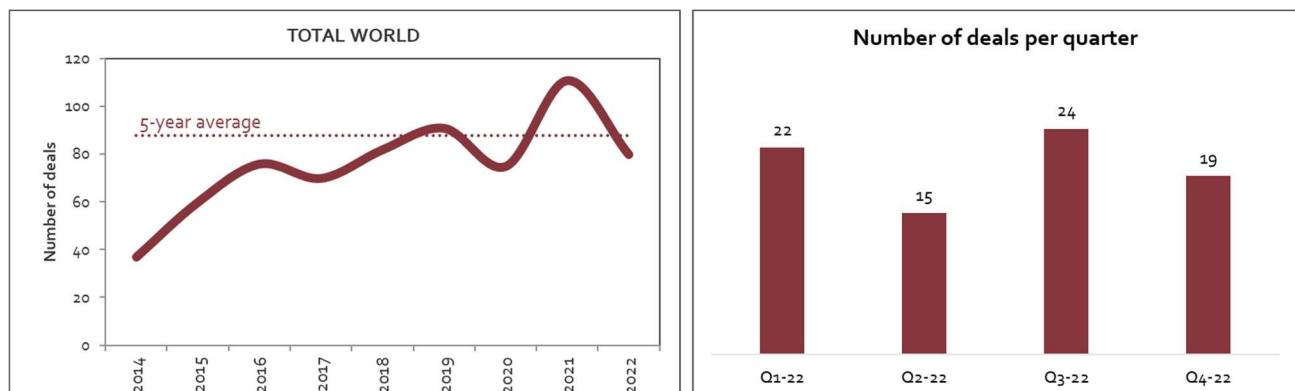 TOTAL WORLD
120
100
80
60
40
20
0
Number of deals
5-year average
2014
2015
2016
2017
2018
2019
2020
2021
2022
Number of deals per quarter
22
15
24
19
Q1-22
Q2-22
Q3-22
Q4-22